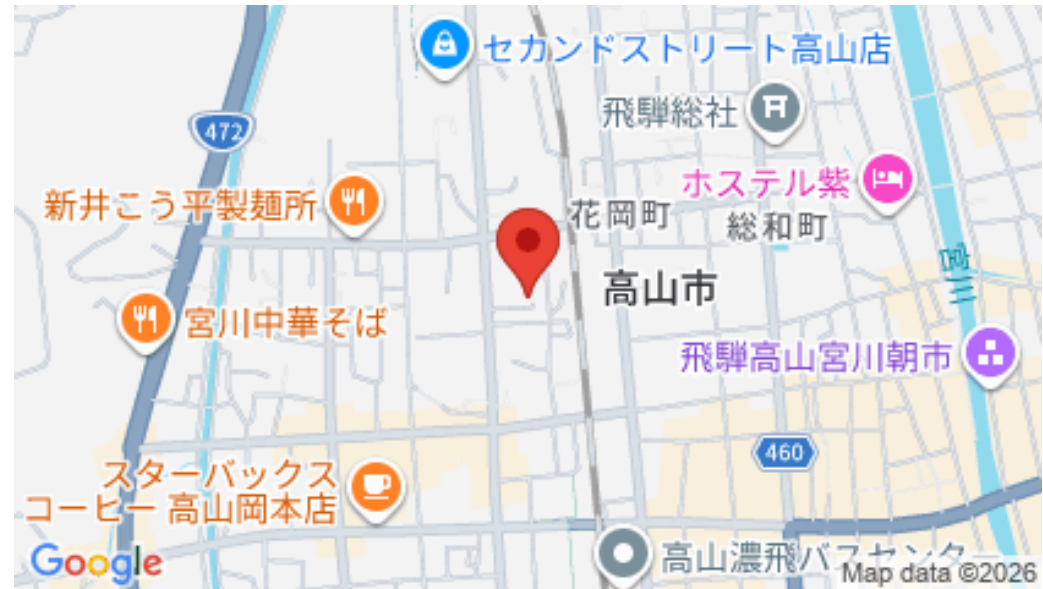 セカンドストリート高山店
飛騨総社
472
ホステル紫
新井こう平製麺所
花岡町
総和町
宮川
高山市
宮川中華そば
飛騨高山宮川朝市
460
スターバックス
コーヒー 高山岡本店
高山濃飛バスセンター
Google
Map data ©2026